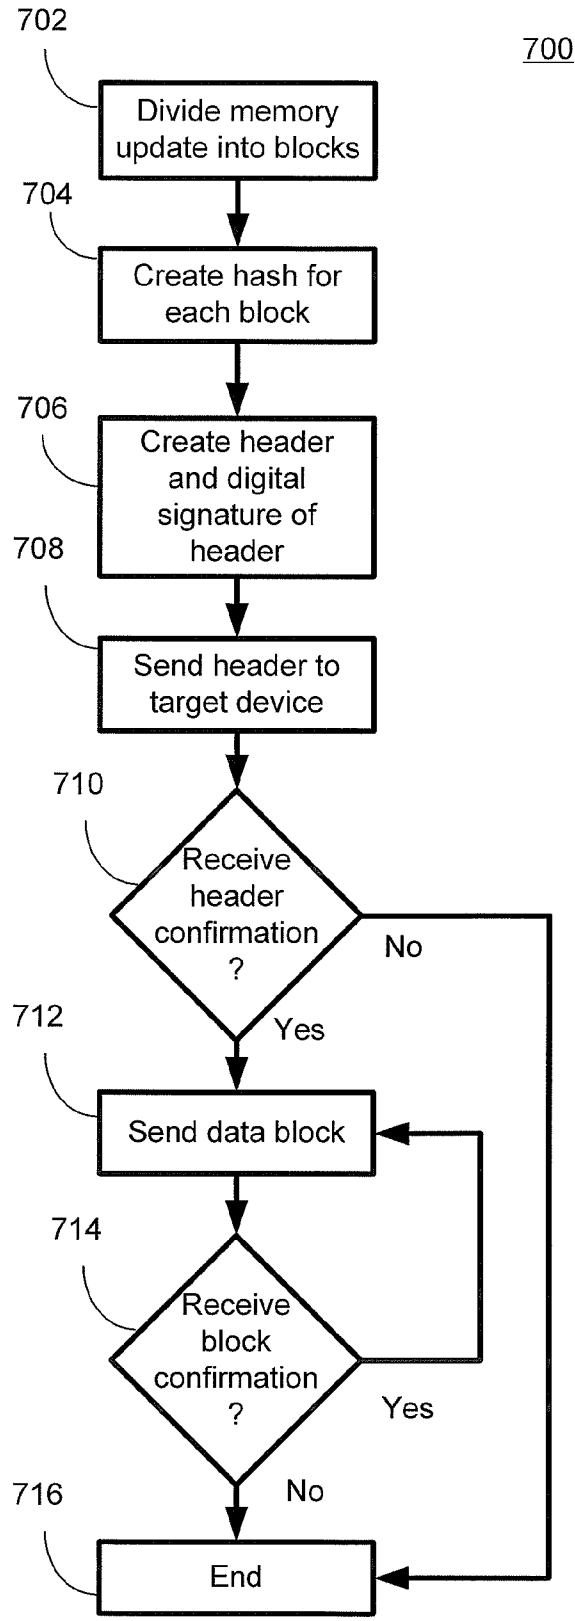 702
700
Divide memory
update into blocks
704
Create hash for
each block
706
Create header
and digital
signature of
header
708
Send header to
target device
710
Receive
header
confirmation
?
No
Yes
712
Send data block
714
Receive
block
confirmation
?
Yes
No
716
End